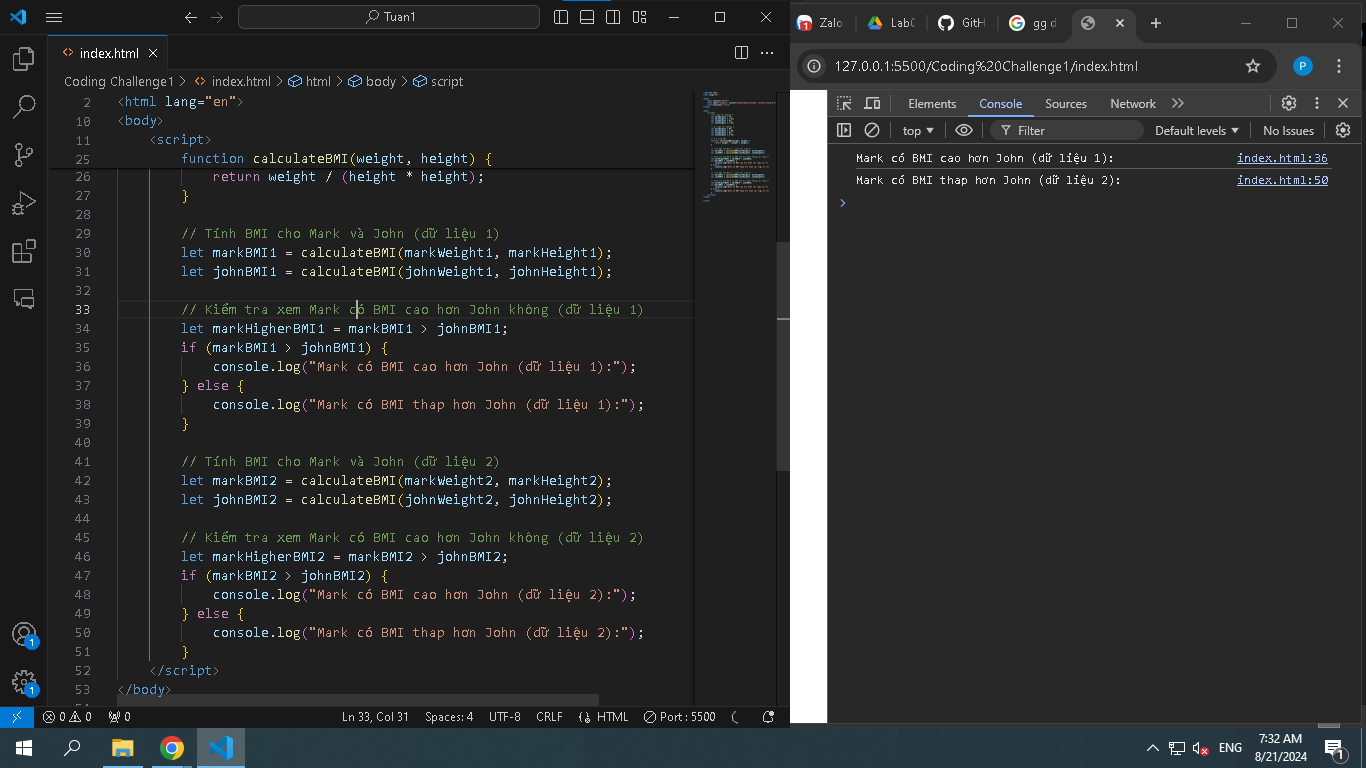 Tuan1
index.html
Coding Challenge1 > index.html > html > body > script
2 <html lang="en">
10 <body>
11 <script>
25 function calculateBMI(weight, height) {
26 return weight / (height * height);
27 }
28
29 // Tính BMI cho Mark và John (dữ liệu 1)
30 let markBMI1 = calculateBMI(markWeight1, markHeight1);
31 let johnBMI1 = calculateBMI(johnWeight1, johnHeight1);
32
33 // Kiểm tra xem Mark có BMI cao hơn John không (dữ liệu 1)
34 let markHigherBMI1 = markBMI1 > johnBMI1;
35 if (markBMI1 > johnBMI1) {
36 console.log("Mark có BMI cao hơn John (dữ liệu 1):");
37 } else {
38 console.log("Mark có BMI thap hơn John (dữ liệu 1):");
39 }
40
41 // Tính BMI cho Mark và John (dữ liệu 2)
42 let markBMI2 = calculateBMI(markWeight2, markHeight2);
43 let johnBMI2 = calculateBMI(johnWeight2, johnHeight2);
44
45 // Kiểm tra xem Mark có BMI cao hơn John không (dữ liệu 2)
46 let markHigherBMI2 = markBMI2 > johnBMI2;
47 if (markBMI2 > johnBMI2) {
48 console.log("Mark có BMI cao hơn John (dữ liệu 2):");
49 } else {
50 console.log("Mark có BMI thap hơn John (dữ liệu 2):");
51 }
52 </script>
53 </body>
1
1
0 0 0
Ln 33, Col 31 Spaces: 4 UTF-8 CRLF HTML Port : 5500
1 Zalo Lab GitH gg d
127.0.0.1:5500/Coding%20Challenge1/index.html P
Elements Console Sources Network
top Filter Default levels No Issues
Mark có BMI cao hơn John (dữ liệu 1): index.html:36
Mark có BMI thap hơn John (dữ liệu 2): index.html:50
ENG
7:32 AM
8/21/2024
1